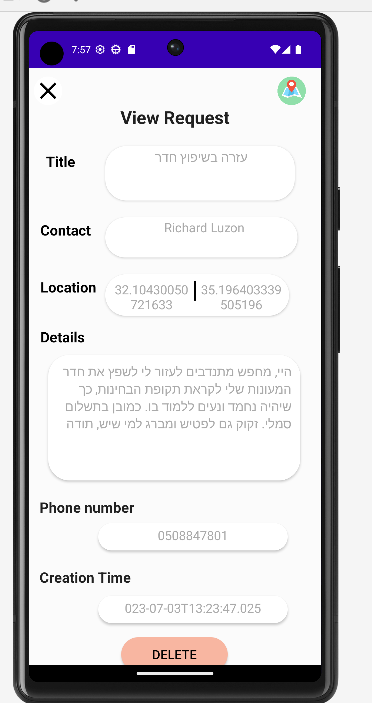 7:57
View Request
Title
עזרה בשיפוץ חדר
Contact
Richard Luzon
Location
32.10430050
721633
35.196403339
505196
Details
היי, מחפש מתנדבים לעזור לי לשפץ את חדר
המעונות שלי לקראת תקופת הבחינות, כך
שיהיה נחמד ונעים ללמוד בו. כמובן בתשלום
סמלי. זקוק גם לפטיש ומברג למי שיש, תודה
Phone number
0508847801
Creation Time
023-07-03T13:23:47.025
DELETE